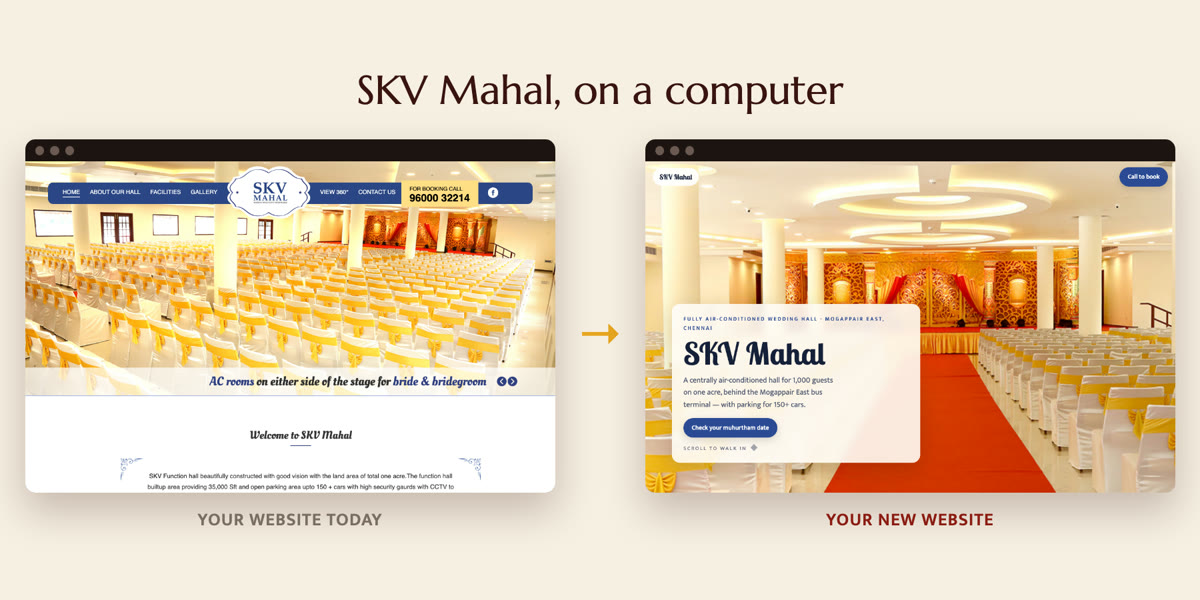 SKV Mahal, on a computer
HOME ABOUT OUR HALL FACILITIES GALLERY
SKV
MAHAL
VIEW 360° CONTACT US
FOR BOOKING CALL
96000 32214
f
AC rooms on either side of the stage for bride & bridegroom
Welcome to SKV Mahal
SKV Function hall beautifully constructed with good vision with the land area of total one acre.The function hall
builtup area providing 35,000 Sft and open parking area upto 150 + cars with high security gaurds with CCTV to
YOUR WEBSITE TODAY
SKV Mahal
Call to book
FULLY AIR-CONDITIONED WEDDING HALL · MOGAPPAIR EAST,
CHENNAI
SKV Mahal
A centrally air-conditioned hall for 1,000 guests
on one acre, behind the Mogappair East bus
terminal — with parking for 150+ cars.
Check your muhurtham date
SCROLL TO WALK IN
YOUR NEW WEBSITE